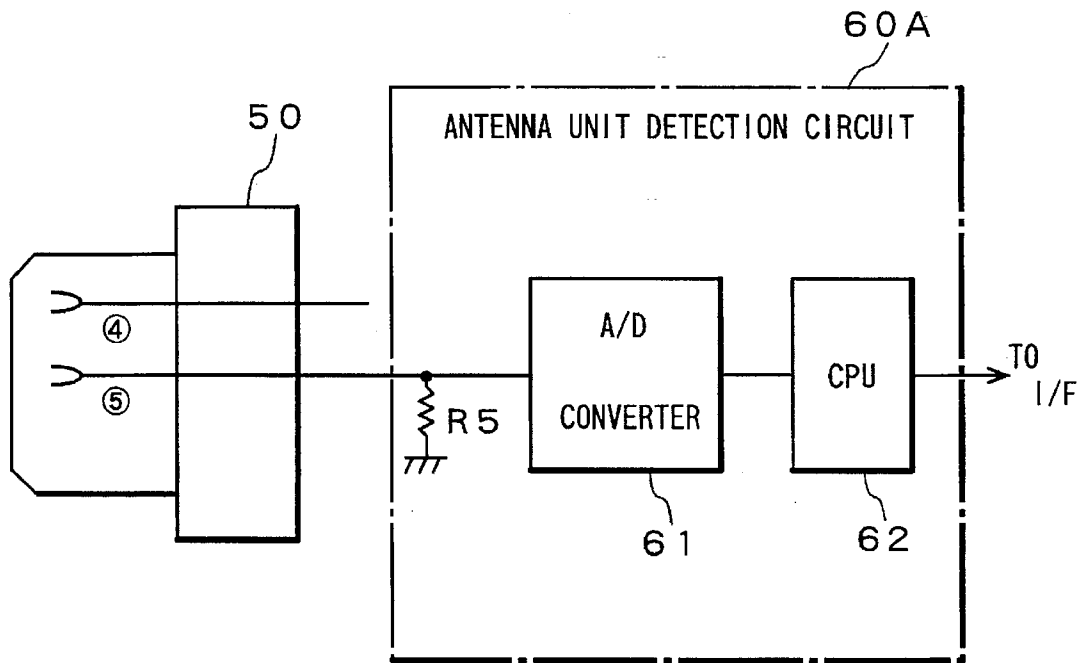 60A
50
ANTENNA UNIT DETECTION CIRCUIT
④
⑤
R5
A/D
CONVERTER
CPU
TO
I/F
61
62